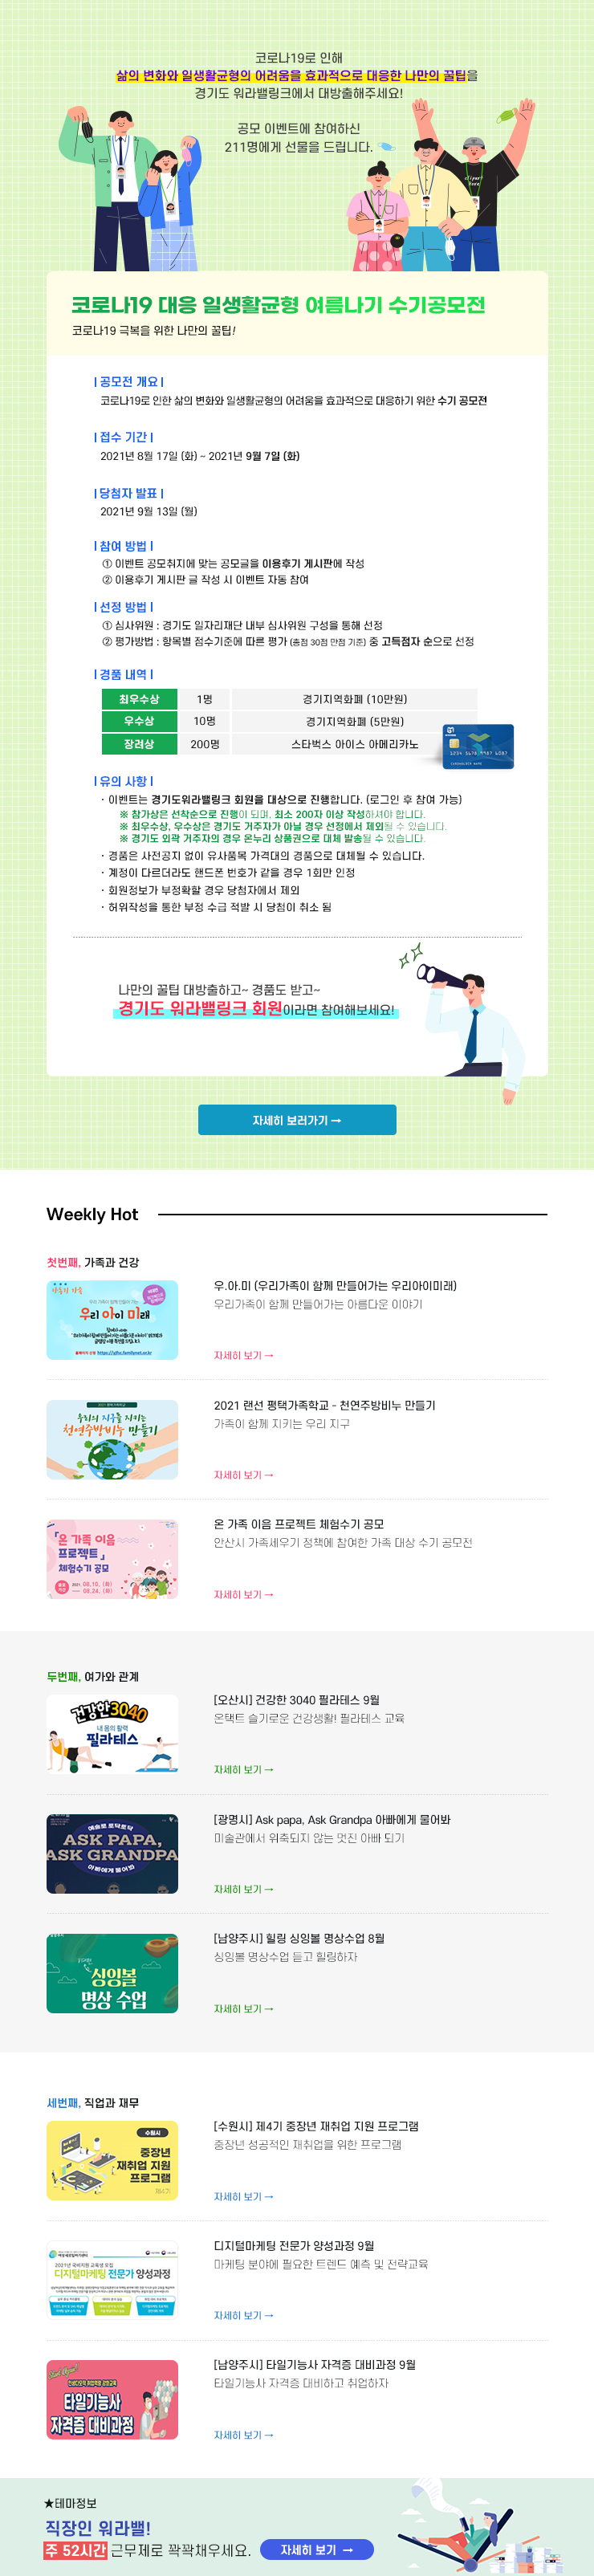 코로나19로 인해
삶의 변화와 일생활균형의 어려움을 효과적으로 대응한 나만의 꿀팁을
경기도 워라밸링크에서 대방출해주세요!
공모 이벤트에 참여하신
211명에게 선물을 드립니다.
코로나19 대응 일생활균형 여름나기 수기공모전
코로나19 극복을 위한 나만의 꿀팁!
| 공모전 개요 |
코로나19로 인한 삶의 변화와 일생활균형의 어려움을 효과적으로 대응하기 위한 수기 공모전
| 접수 기간 |
2021년 8월 17일 (화) ~ 2021년 9월 7일 (화)
| 당첨자 발표 |
2021년 9월 13일 (월)
| 참여 방법 |
① 이벤트 공모취지에 맞는 공모글을 이용후기 게시판에 작성
② 이용후기 게시판 글 작성 시 이벤트 자동 참여
| 선정 방법 |
① 심사위원 : 경기도 일자리재단 내부 심사위원 구성을 통해 선정
② 평가방법 : 항목별 점수기준에 따른 평가 (총점 30점 만점 기준) 중 고득점자 순으로 선정
| 경품 내역 |
최우수상 1명 경기지역화폐 (10만원)
우수상 10명 경기지역화폐 (5만원)
장려상 200명 스타벅스 아이스 아메리카노
| 유의 사항 |
· 이벤트는 경기도워라밸링크 회원을 대상으로 진행합니다. (로그인 후 참여 가능)
※ 참가상은 선착순으로 진행이 되며, 최소 200자 이상 작성하셔야 합니다.
※ 최우수상, 우수상은 경기도 거주자가 아닐 경우 선정에서 제외될 수 있습니다.
※ 경기도 외곽 거주자의 경우 온누리 상품권으로 대체 발송될 수 있습니다.
· 경품은 사전공지 없이 유사품목 가격대의 경품으로 대체될 수 있습니다.
· 계정이 다르더라도 핸드폰 번호가 같을 경우 1회만 인정
· 회원정보가 부정확할 경우 당첨자에서 제외
· 허위작성을 통한 부정 수급 적발 시 당첨이 취소 됨
나만의 꿀팁 대방출하고~ 경품도 받고~
경기도 워라밸링크 회원이라면 참여해보세요!
자세히 보러가기 →
Weekly Hot
첫번째, 가족과 건강
우리 아이 미래
우.아.미 (우리가족이 함께 만들어가는 우리아이미래)
우리가족이 함께 만들어가는 아름다운 이야기
자세히 보기 →
우리의 지구를 지키는
천연주방비누 만들기
2021 랜선 평택가족학교 - 천연주방비누 만들기
가족이 함께 지키는 우리 지구
자세히 보기 →
「온 가족 이음
프로젝트」
체험수기 공모
2021. 08.10. (화)
08.24. (화)
온 가족 이음 프로젝트 체험수기 공모
안산시 가족세우기 정책에 참여한 가족 대상 수기 공모전
자세히 보기 →
두번째, 여가와 관계
건강한3040
내 몸의 활력
필라테스
[오산시] 건강한 3040 필라테스 9월
온택트 슬기로운 건강생활! 필라테스 교육
자세히 보기 →
예술로 토닥토닥
ASK PAPA,
ASK GRANDPA
아빠에게 물어봐
[광명시] Ask papa, Ask Grandpa 아빠에게 물어봐
미술관에서 위축되지 않는 멋진 아빠 되기
자세히 보기 →
싱잉볼
명상 수업
[남양주시] 힐링 싱잉볼 명상수업 8월
싱잉볼 명상수업 듣고 힐링하자
자세히 보기 →
세번째, 직업과 재무
수원시
중장년
재취업 지원
프로그램
제4기
[수원시] 제4기 중장년 재취업 지원 프로그램
중장년 성공적인 재취업을 위한 프로그램
자세히 보기 →
2021년 국비지원 교육생 모집
디지털마케팅 전문가 양성과정
디지털마케팅 전문가 양성과정 9월
마케팅 분야에 필요한 트렌드 예측 및 전략교육
자세히 보기 →
타일기능사
자격증 대비과정
[남양주시] 타일기능사 자격증 대비과정 9월
타일기능사 자격증 대비하고 취업하자
자세히 보기 →
★테마정보
직장인 워라밸!
주 52시간 근무제로 꽉꽉채우세요.
자세히 보기 →